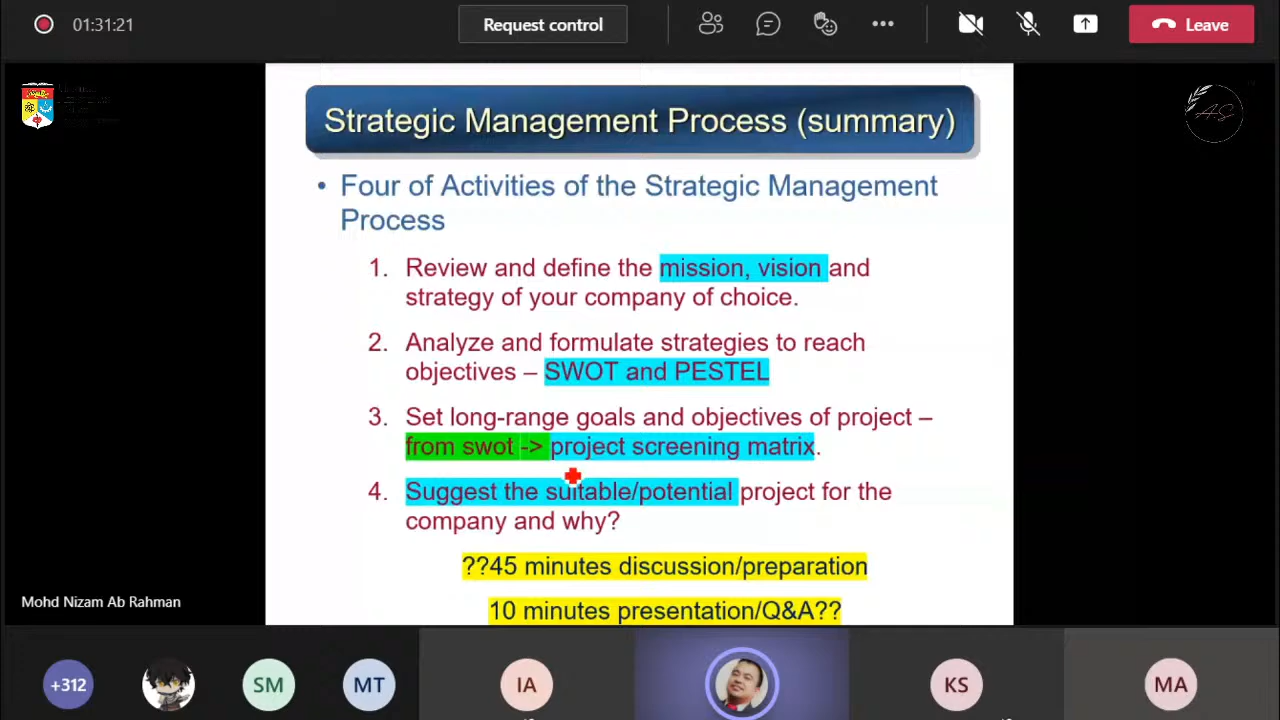 01:31:21
Request control
Leave
AS
Strategic Management Process (summary)
• Four of Activities of the Strategic Management
Process
1. Review and define the mission, vision and
strategy of your company of choice.
2. Analyze and formulate strategies to reach
objectives – SWOT and PESTEL
3. Set long-range goals and objectives of project –
from swot -> project screening matrix.
4. Suggest the suitable/potential project for the
company and why?
??45 minutes discussion/preparation
10 minutes presentation/Q&A??
Mohd Nizam Ab Rahman
+312
SM
MT
IA
KS
MA